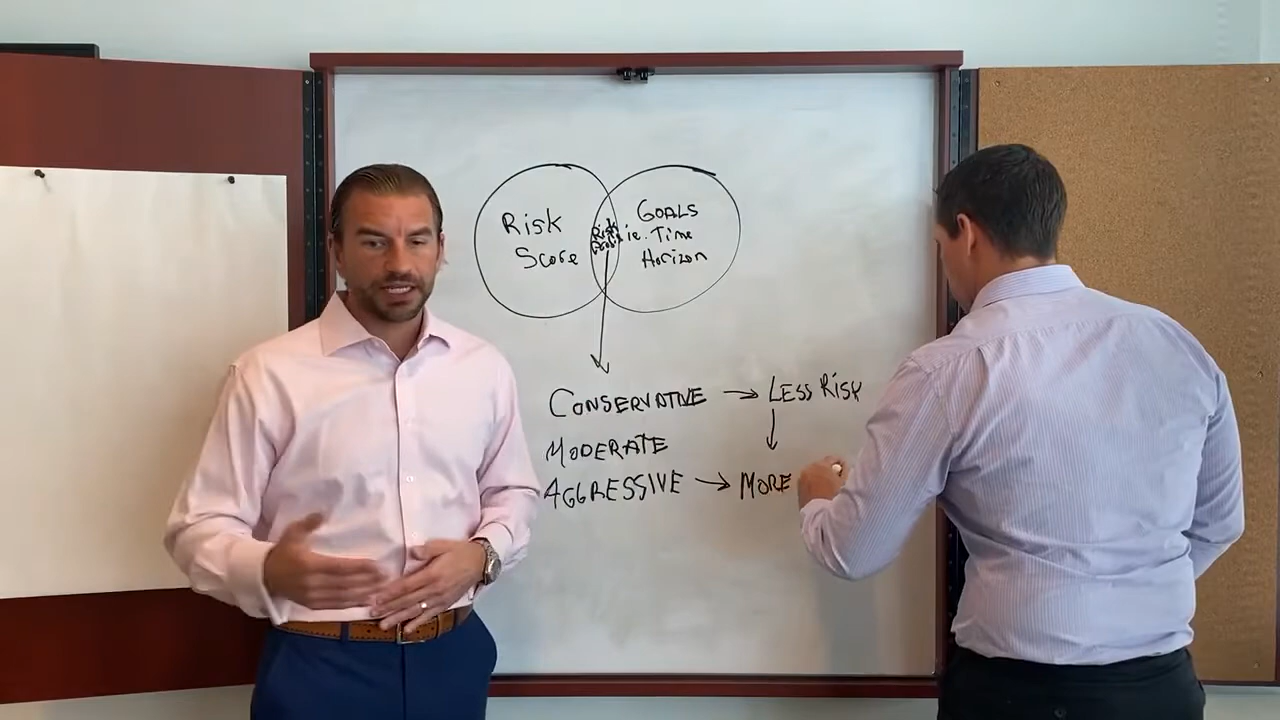 Risk
Score
GOALS
ie. Time
Horizon
CONSERVATIVE → LESS RISK
MODERATE
AGGRESSIVE → MORE